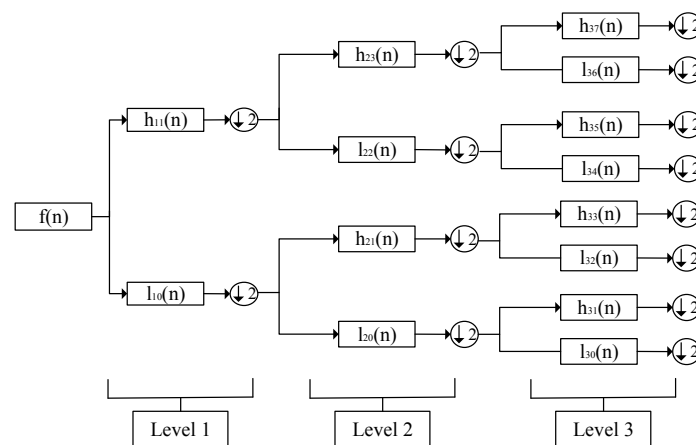 h₃₇(n) ↓2
h₂₃(n) ↓2
l₃₆(n) ↓2
h₁₁(n) ↓2
h₃₅(n) ↓2
l₂₂(n) ↓2
l₃₄(n) ↓2
f(n)
h₃₃(n) ↓2
h₂₁(n) ↓2
l₃₂(n) ↓2
l₁₀(n) ↓2
h₃₁(n) ↓2
l₂₀(n) ↓2
l₃₀(n) ↓2
Level 1 Level 2 Level 3